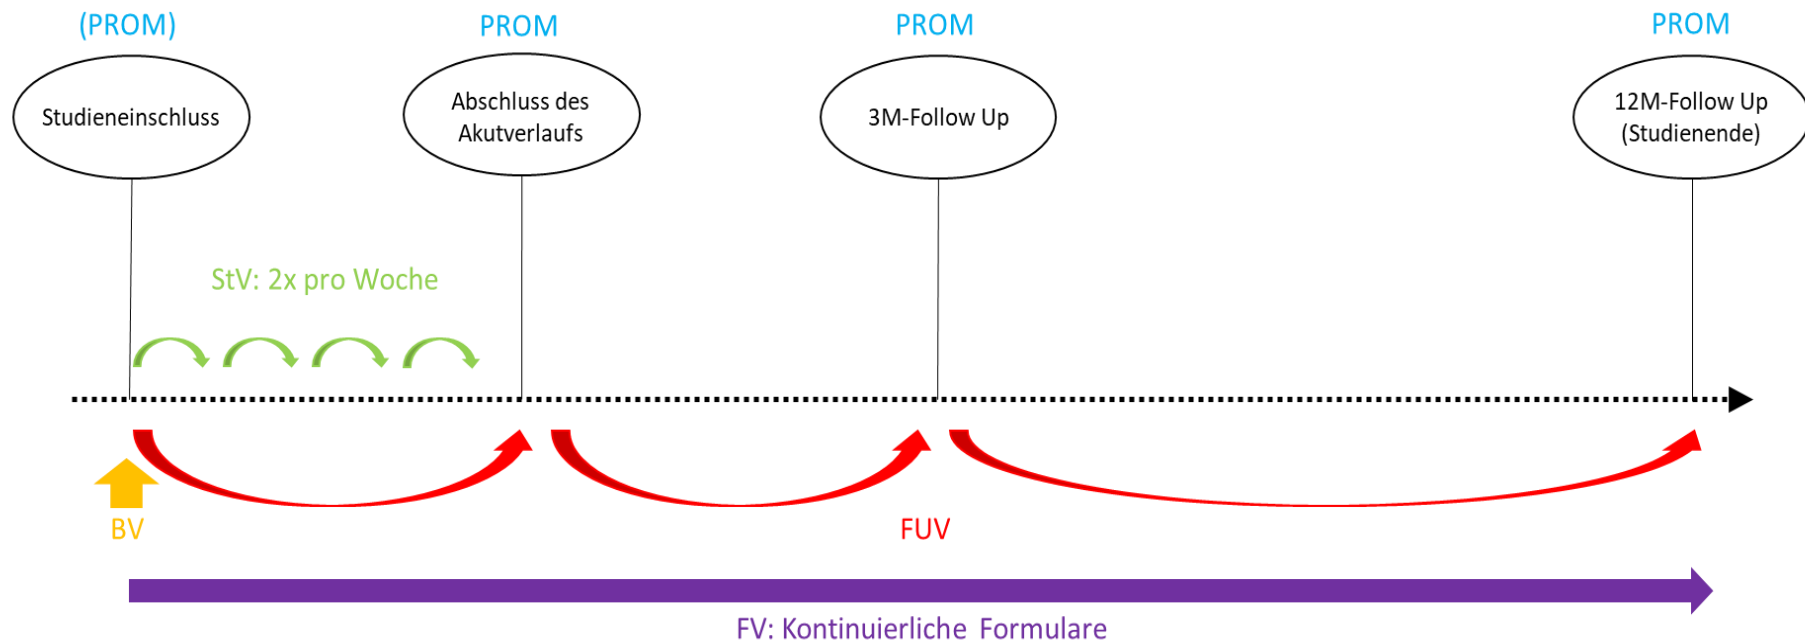 (PROM)
PROM
PROM
PROM
Studieneinschluss
Abschluss des
Akutverlaufs
3M-Follow Up
12M-Follow Up
(Studienende)
StV: 2x pro Woche
BV
FUV
FV: Kontinuierliche Formulare